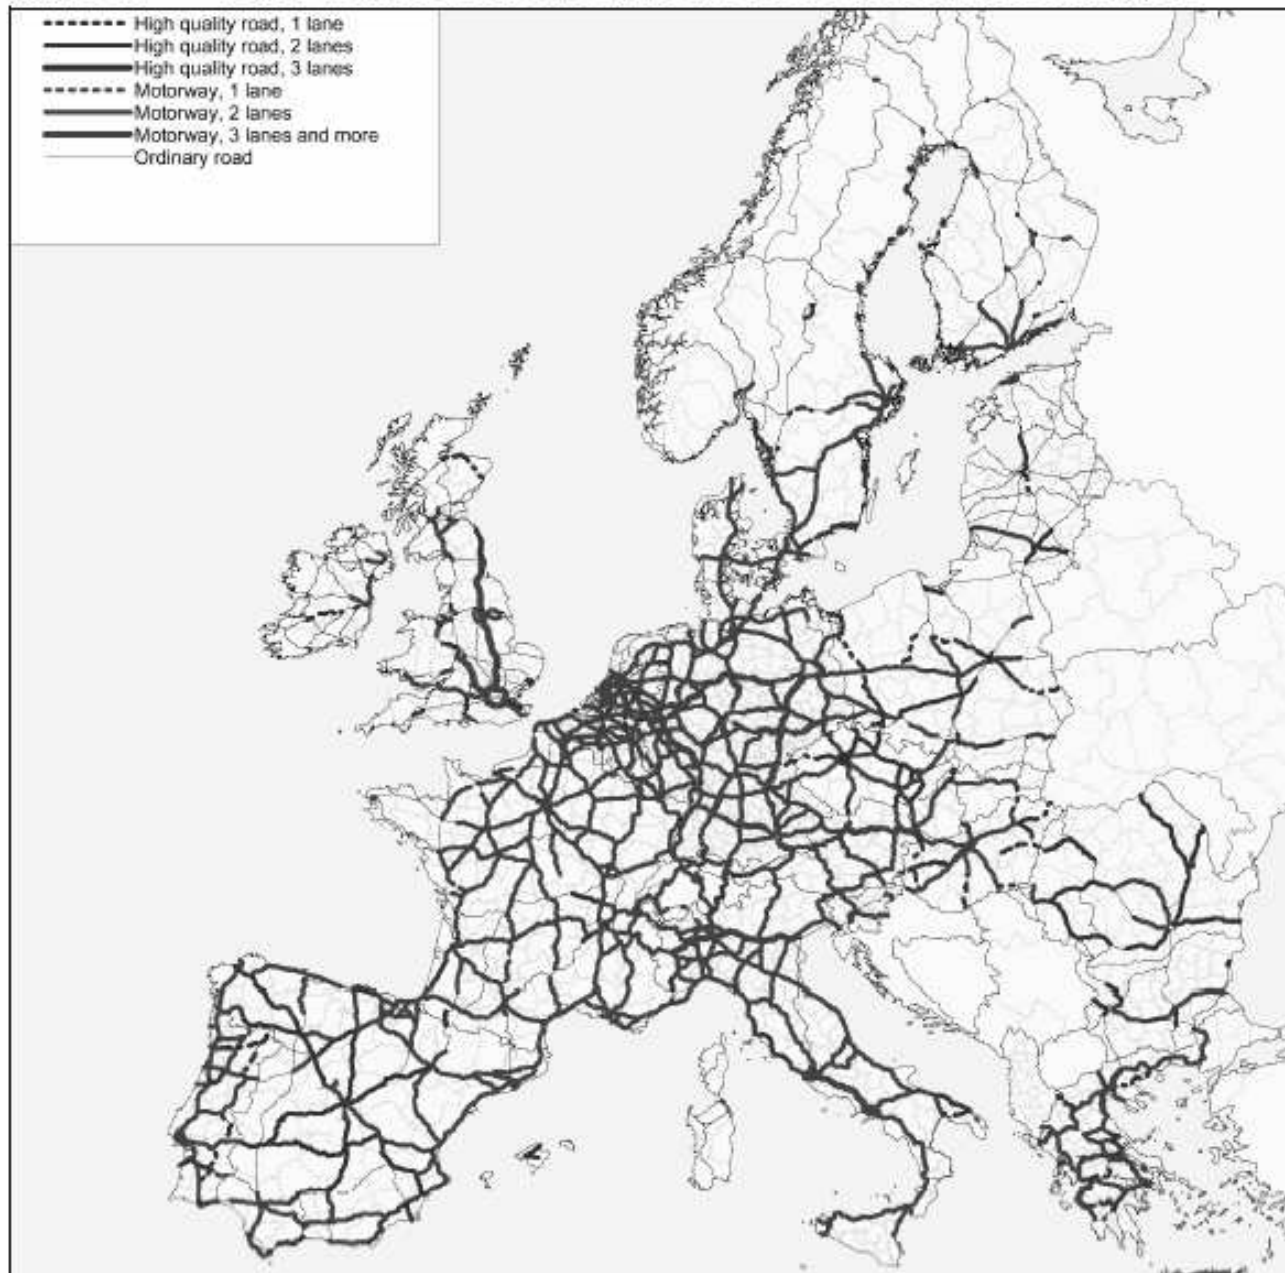 High quality road, 1 lane
High quality road, 2 lanes
High quality road, 3 lanes
Motorway, 1 lane
Motorway, 2 lanes
Motorway, 3 lanes and more
Ordinary road